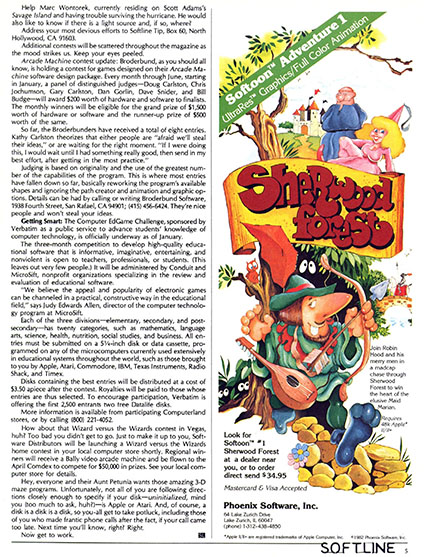 Help Marc Wonstorek, currently residing on Scott Adams's
Savage Island and having trouble surviving the hurricane. He would
also like to know if there is a light source and, if so, where?
Address your most devious efforts to Softline Tip, Box 60, North
Hollywood, CA 91603.
Additional contests will be scattered throughout the magazine as
the mood strikes us. Keep your eyes peeled.
Arcade Machine contest update: Broderbund, as you should all
know, is holding a contest for games designed on their Arcade Ma-
chine software design package. Every month through June, starting
in January, a panel of distinguished judges—Doug Carlston, Chris
Jochumson, Gary Carlston, Dan Gorlin, Dave Snider, and Bill
Budge—will award $200 worth of hardware and software to finalists.
The monthly winners will be eligible for the grand prize of $1,500
worth of hardware or software and the runner-up prize of $500
worth of the same.
So far, the Broderbunders have received a total of eight entries.
Cathy Carlston theorizes that either people are "afraid we'll steal
their ideas," or are waiting for the right moment. "If I were doing
this, I would wait until I had something really good, then send in my
best effort, after getting in the most practice."
Judging is based on originality and the use of the greatest num-
ber of the capabilities of the program. This is where most entries
have fallen down so far, basically reworking the program's available
shapes and ignoring the path creator and animation and graphic op-
tions. Details can be had by calling or writing Broderbund Software,
1938 Fourth Street, San Rafael, CA 94901; (415) 456-6424. They're nice
people and won't steal your ideas.
Getting Smart: The Computer EdGame Challenge, sponsored by
Verbatim as a public service to advance students' knowledge of
computer technology, is officially underway as of January.
The three-month competition to develop high-quality educa-
tional software that is informative, imaginative, entertaining, and
nonviolent is open to teachers, professionals, or students. (This
leaves out very few people.) It will be administered by Conduit and
MicroSift, nonprofit organizations specializing in the review and
evaluation of educational software.
"We believe the appeal and popularity of electronic games
can be channeled in a practical, constructive way in the educational
field," says Judy Edwards Allen, director of the computer technolo-
gy program at MicroSift.
Each of the three divisions—elementary, secondary, and post-
secondary—has twenty categories, such as mathematics, language
arts, science, health, nutrition, social studies, and business. All en-
tries must be submitted on a 5¼-inch disk or data cassette, pro-
grammed on any of the microcomputers currently used extensively
in educational systems throughout the world, such as those brought
to you by Apple, Atari, Commodore, IBM, Texas Instruments, Radio
Shack, and Timex.
Disks containing the best entries will be distributed at a cost of
$3.50 apiece after the contest. Royalties will be paid to those whose
entries are thus selected. To encourage participation, Verbatim is
offering the first 2,500 entrants two free Datalife disks.
More information is available from participating Computerland
stores, or by calling (800) 221-4052.
How about that Wizard versus the Wizards contest in Vegas,
huh? Too bad you didn't get to go. Just to make it up to you, Soft-
ware Distributors will be launching a Wizard versus the Wizards
home contest in your local computer store shortly. Regional win-
ners will receive a Bally video arcade machine and be flown to the
April Comdex to compete for $50,000 in prizes. See your local com-
puter store for details.
Hey, everyone and their Aunt Petunia wants those amazing 3-D
maze programs. Unfortunately, not all of you are following direc-
tions closely enough to specify if your disk—uninitialized, mind
you (too much to ask, huh?)—is Apple or Atari. And, of course, a
disk is a disk is a disk, so you all get to take potluck, including those
of you who made frantic phone calls after the fact, if your call came
too late. Next time you'll know, right? Right.
Now get to work.
Softoon™ Adventure 1
UltraRes™ Graphics/Full Color Animation
Sherwood
Forest
Join Robin
Hood and his
merry men in a
madcap
chase through
Sherwood
Forest to win
the heart of the
elusive Maid
Marian.
Requires
48k Apple*
II/II+
Look for
Softoon™ #1
Sherwood Forest
at a dealer near
you, or to order
direct send $34.95
Mastercard & Visa Accepted
Phoenix Software, Inc.
64 Lake Zurich Drive
Lake Zurich, IL 60047
(phone) 1-312-438-4850
*Apple II/II+ are registered trademarks of Apple Computer, Inc. ©1982 Phoenix Software, Inc.
SOFTLINE 5